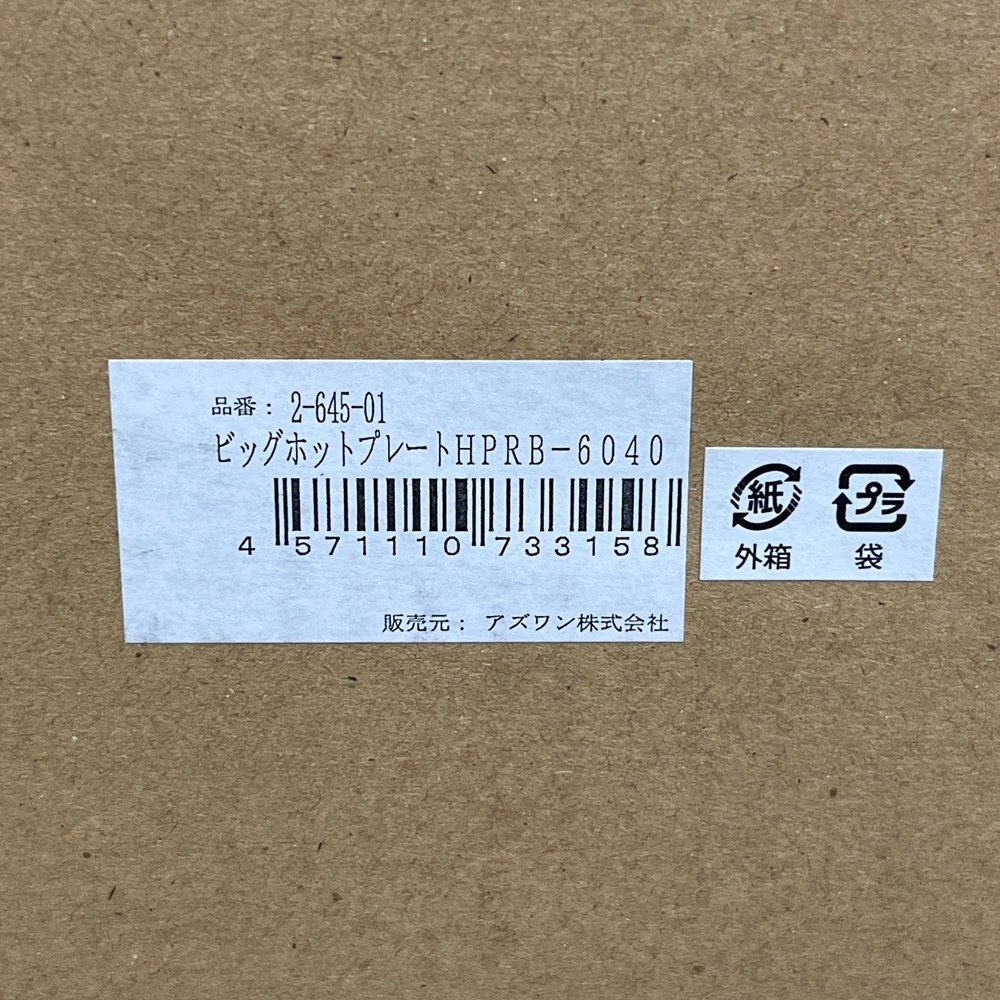 品番： 2-645-01
ビッグホットプレートHPRB-6040
4 571110 733158
販売元： アズワン株式会社
紙 プラ
外箱 袋